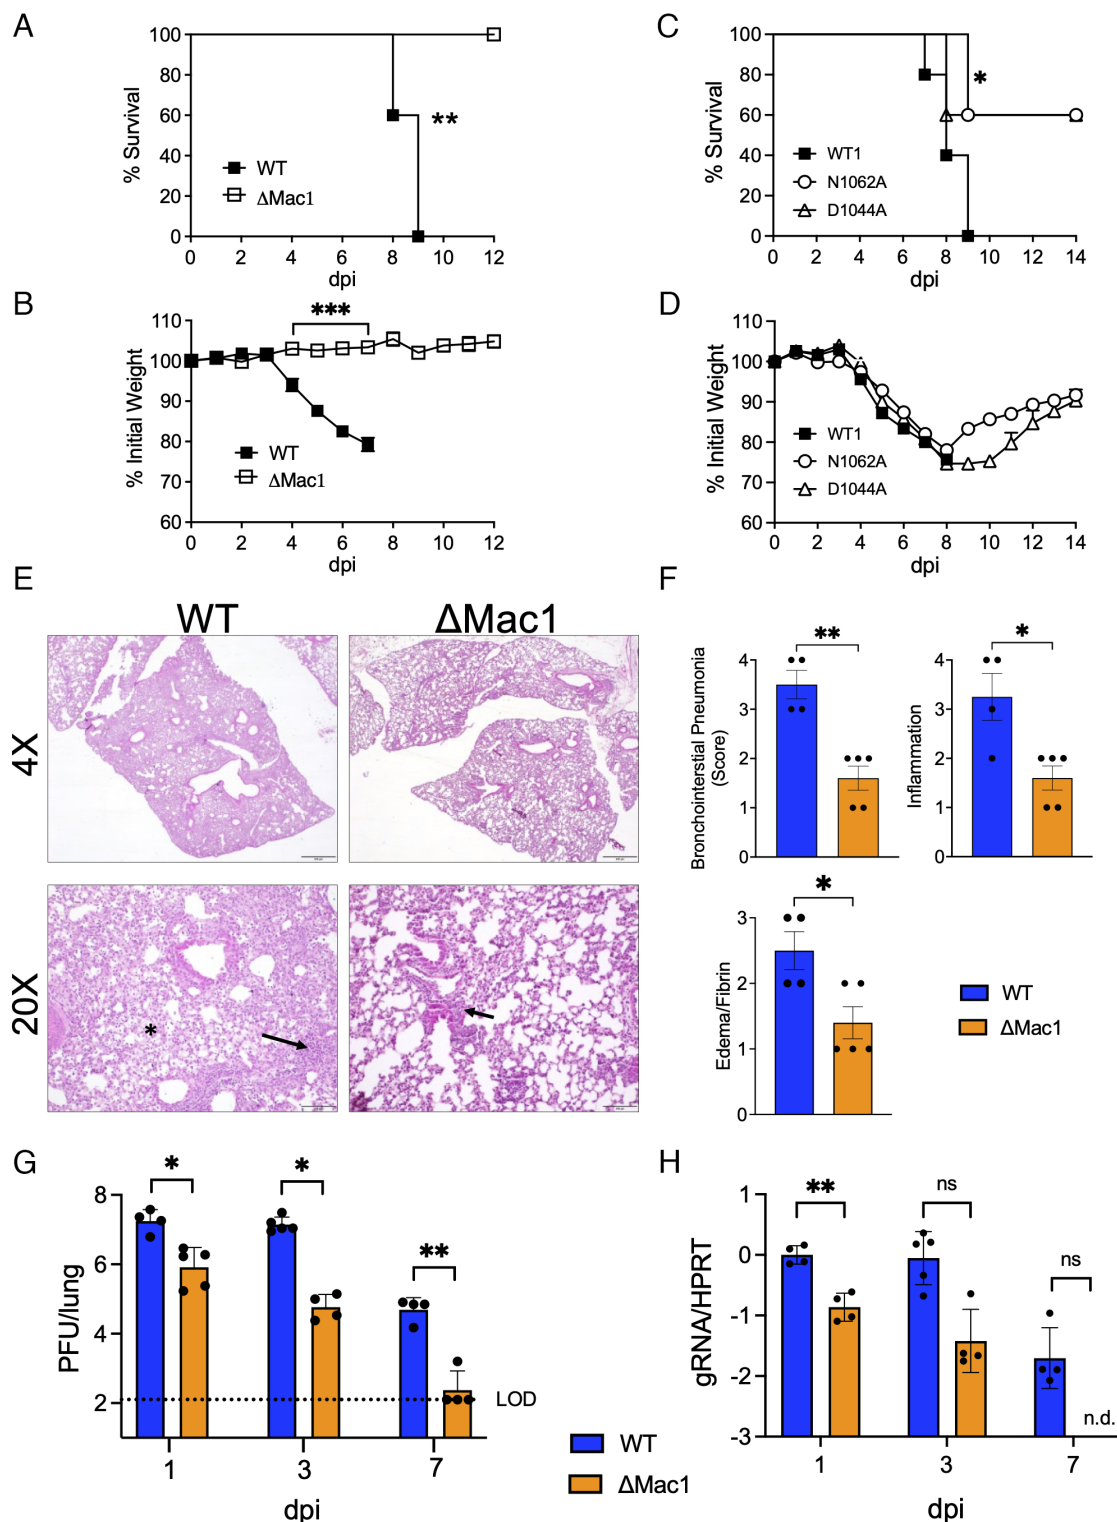 A
100
80
60
40
20
0
% Survival
**
WT
ΔMac1
0 2 4 6 8 10 12
dpi
C
100
80
60
40
20
0
% Survival
*
WT1
N1062A
D1044A
0 2 4 6 8 10 12 14
dpi
B
110
100
90
80
70
60
% Initial Weight
***
WT
ΔMac1
0 2 4 6 8 10 12
dpi
D
110
100
90
80
70
60
% Initial Weight
WT1
N1062A
D1044A
0 2 4 6 8 10 12 14
dpi
E
WT ΔMac1
4X
20X
*
F
Bronchointerstial Pneumonia
(Score)
4
3
2
1
0
**
Inflammation
4
3
2
1
0
*
Edema/Fibrin
3
2
1
0
*
WT
ΔMac1
G
PFU/lung
8
6
4
2
* * **
LOD
1 3 7
dpi
WT
ΔMac1
H
gRNA/HPRT
1
0
-1
-2
-3
** ns ns
n.d.
1 3 7
dpi